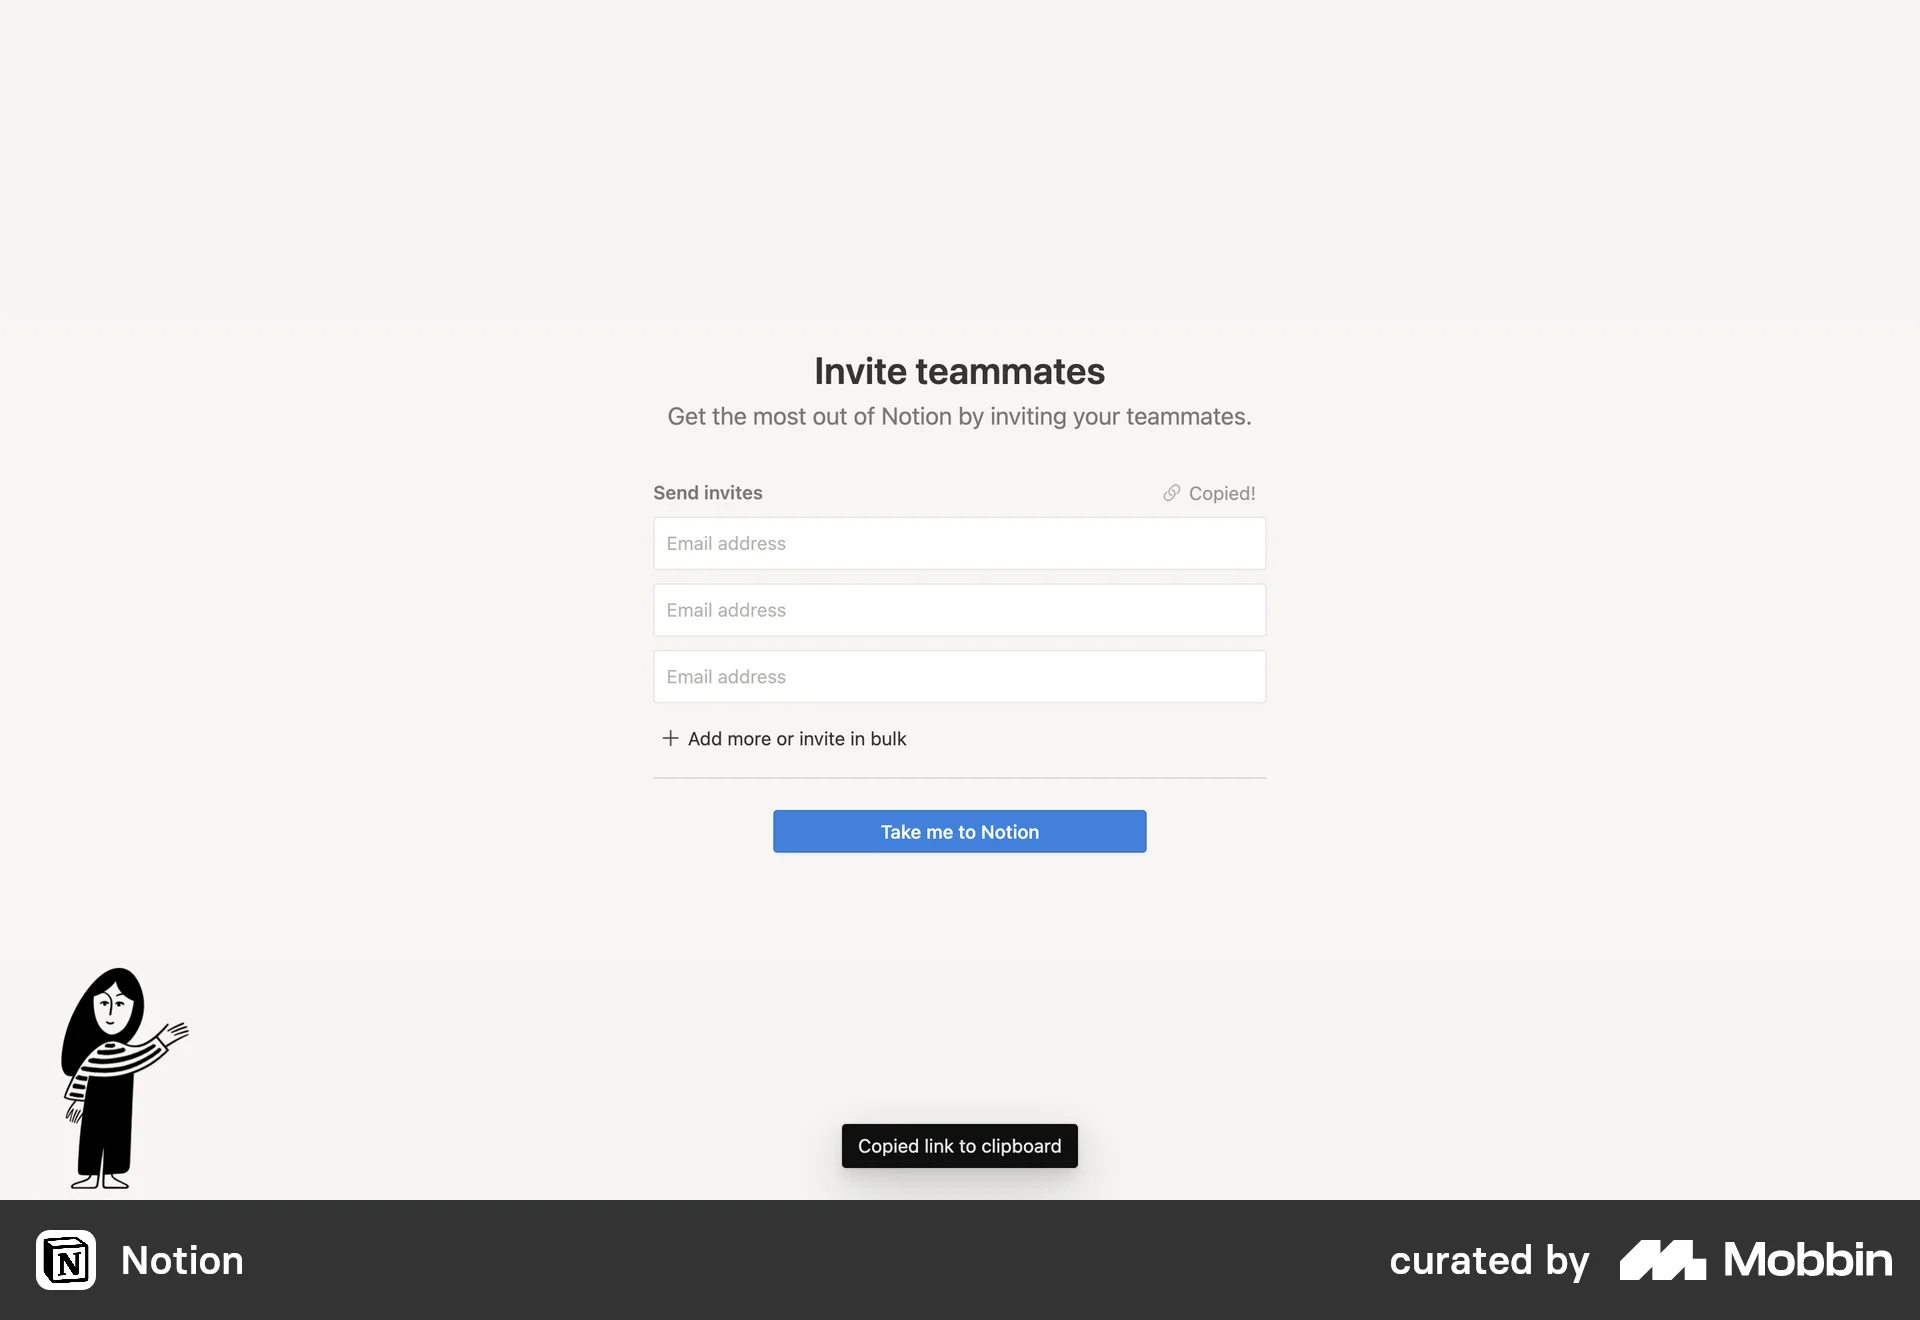 Invite teammates
Get the most out of Notion by inviting your teammates.
Send invites
Copied!
Email address
Email address
Email address
Add more or invite in bulk
Take me to Notion
Copied link to clipboard
N
Notion
curated by
Mobbin